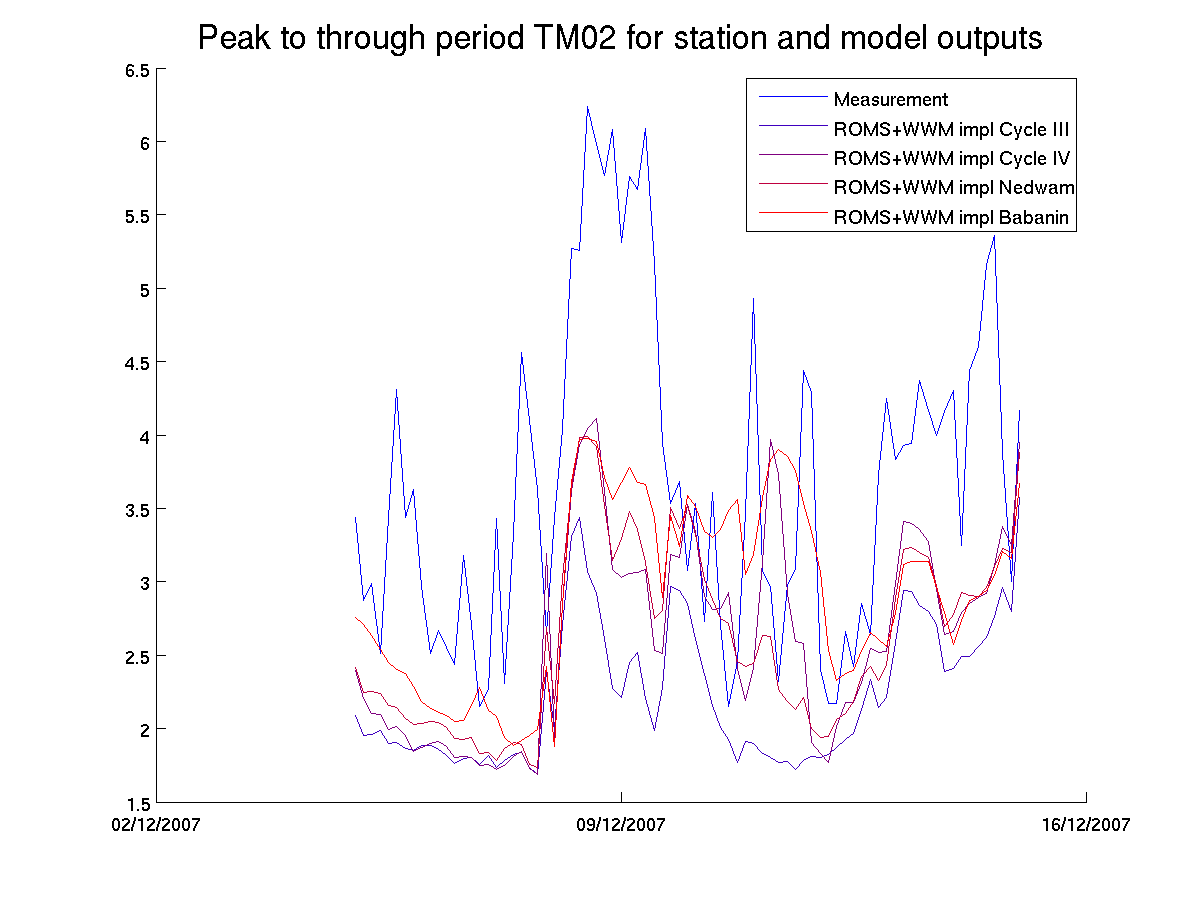 Peak to through period TM02 for station and model outputs
6.5
6
5.5
5
4.5
4
3.5
3
2.5
2
1.5
02/12/2007
09/12/2007
16/12/2007
Measurement
ROMS+WWM impl Cycle III
ROMS+WWM impl Cycle IV
ROMS+WWM impl Nedwam
ROMS+WWM impl Babanin